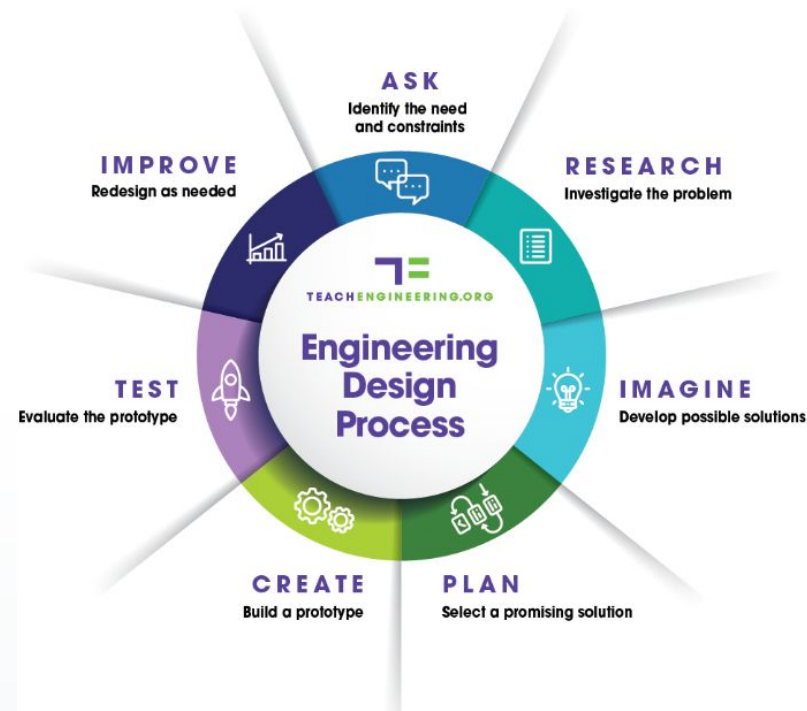 ASK
Identify the need
and constraints
RESEARCH
Investigate the problem
IMAGINE
Develop possible solutions
PLAN
Select a promising solution
CREATE
Build a prototype
TEST
Evaluate the prototype
IMPROVE
Redesign as needed
TEACHENGINEERING.ORG
Engineering
Design
Process